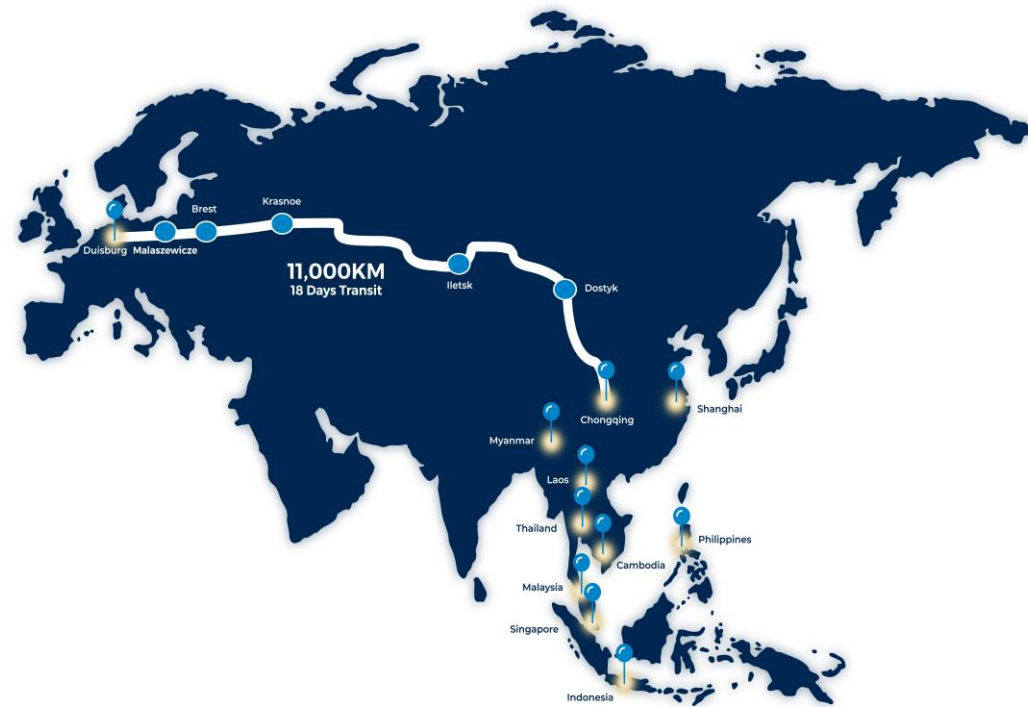 Krasnoe
Brest
Duisburg
Malaszewicze
11,000KM
18 Days Transit
Iletsk
Dostyk
Chongqing
Shanghai
Myanmar
Laos
Thailand
Philippines
Cambodia
Malaysia
Singapore
Indonesia